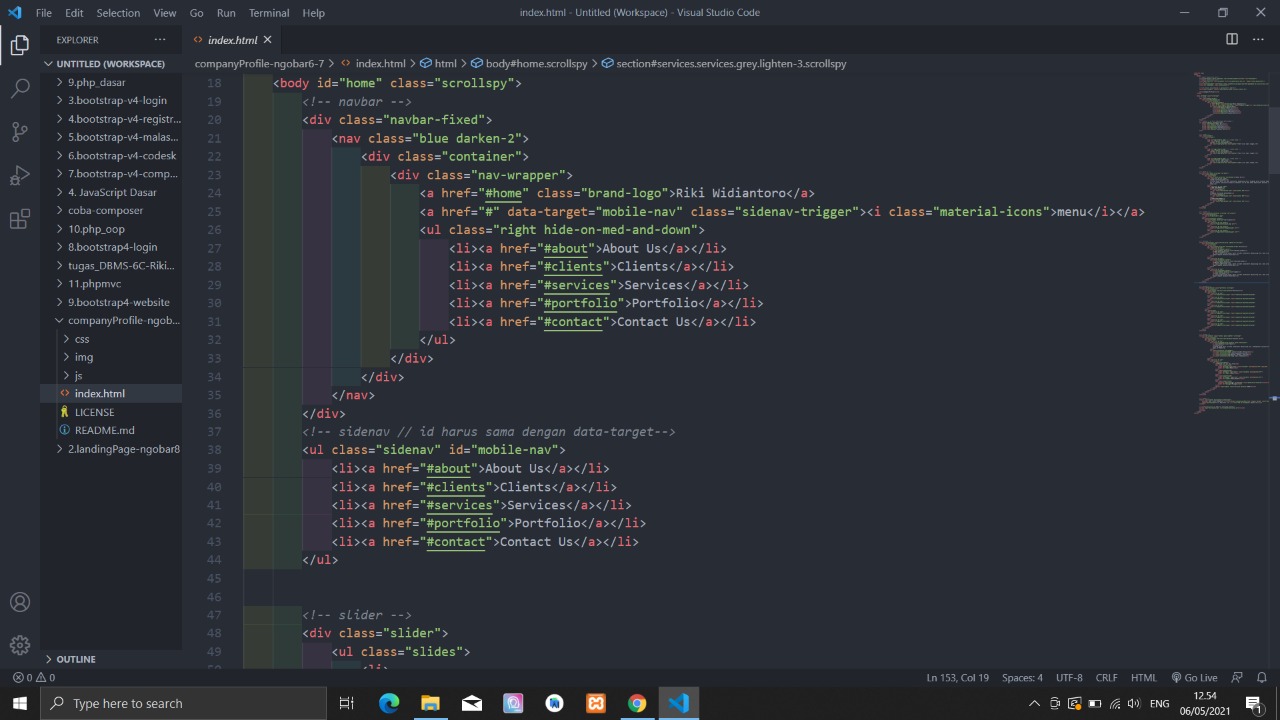 File Edit Selection View Go Run Terminal Help
index.html - Untitled (Workspace) - Visual Studio Code
EXPLORER
index.html
UNTITLED (WORKSPACE)
companyProfile-ngobar6-7 > index.html > html > body#home.scrollspy > section#services.services.grey.lighten-3.scrollspy
9.php_dasar
3.bootstrap-v4-login
4.bootstrap-v4-registr...
5.bootstrap-v4-malas...
6.bootstrap-v4-codesk
7.bootstrap-v4-comp...
4. JavaScript Dasar
coba-composer
10.php_oop
8.bootstrap4-login
tugas_DBMS-6C-Riki...
11.phpmvc
9.bootstrap4-website
companyProfile-ngob...
css
img
js
index.html
LICENSE
README.md
2.landingPage-ngobar8
OUTLINE
18 <body id="home" class="scrollspy">
19 <!-- navbar -->
20 <div class="navbar-fixed">
21 <nav class="blue darken-2">
22 <div class="container">
23 <div class="nav-wrapper">
24 <a href="#home" class="brand-logo">Riki Widiantoro</a>
25 <a href="#" data-target="mobile-nav" class="sidenav-trigger"><i class="material-icons">menu</i></a>
26 <ul class="right hide-on-med-and-down">
27 <li><a href="#about">About Us</a></li>
28 <li><a href="#clients">Clients</a></li>
29 <li><a href="#services">Services</a></li>
30 <li><a href="#portfolio">Portfolio</a></li>
31 <li><a href="#contact">Contact Us</a></li>
32 </ul>
33 </div>
34 </div>
35 </nav>
36 </div>
37 <!-- sidenav // id harus sama dengan data-target-->
38 <ul class="sidenav" id="mobile-nav">
39 <li><a href="#about">About Us</a></li>
40 <li><a href="#clients">Clients</a></li>
41 <li><a href="#services">Services</a></li>
42 <li><a href="#portfolio">Portfolio</a></li>
43 <li><a href="#contact">Contact Us</a></li>
44 </ul>
45
46
47 <!-- slider -->
48 <div class="slider">
49 <ul class="slides">
50 <li>
0 0
Ln 153, Col 19 Spaces: 4 UTF-8 CRLF HTML Go Live
Type here to search
ENG
12.54
06/05/2021
1